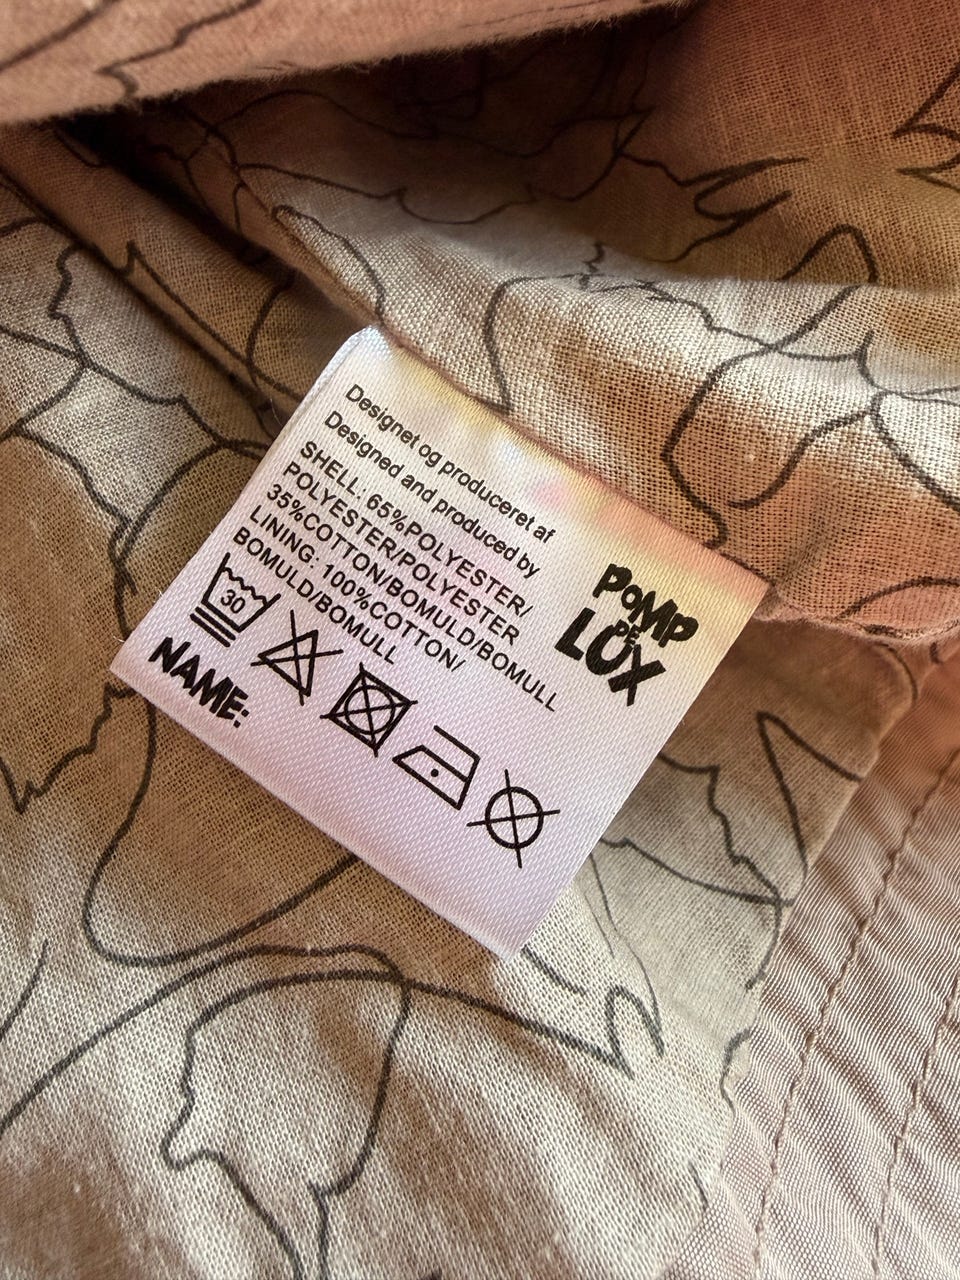 Designet og produceret af
Designed and produced by
POMP
DE
LUX
SHELL: 65%POLYESTER/
POLYESTER/POLYESTER
35%COTTON/BOMULD/BOMULL
LINING: 100%COTTON/
BOMULD/BOMULL
30
NAME: